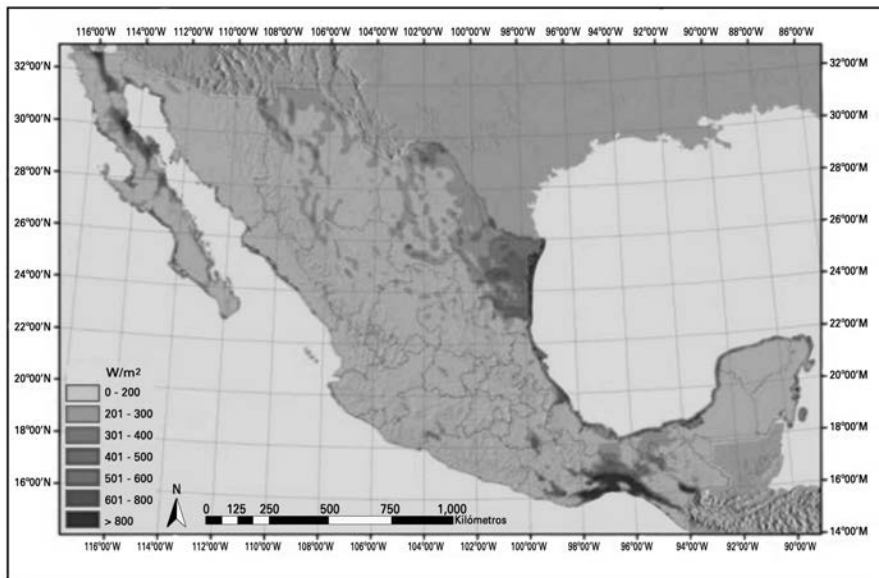 116°00'W 114°00'W 112°00'W 110°00'W 108°00'W 106°00'W 104°00'W 102°00'W 100°00'W 98°00'W 96°00'W 94°00'W 92°00'W 90°00'W 88°00'W 86°00'W
32°00'N 32°00'M
30°00'N 30°00'M
28°00'N 28°00'M
26°00'N 26°00'M
24°00'N 24°00'M
22°00'N 22°00'M
20°00'N 20°00'M
18°00'N 18°00'M
16°00'N 16°00'M
14°00'M
W/m²
0 - 200
201 - 300
301 - 400
401 - 500
501 - 600
601 - 800
> 800
N
0 125 250 500 750 1,000
Kilómetros
116°00'W 114°00'W 112°00'W 110°00'W 108°00'W 106°00'W 104°00'W 102°00'W 100°00'W 98°00'W 96°00'W 94°00'W 92°00'W 90°00'W